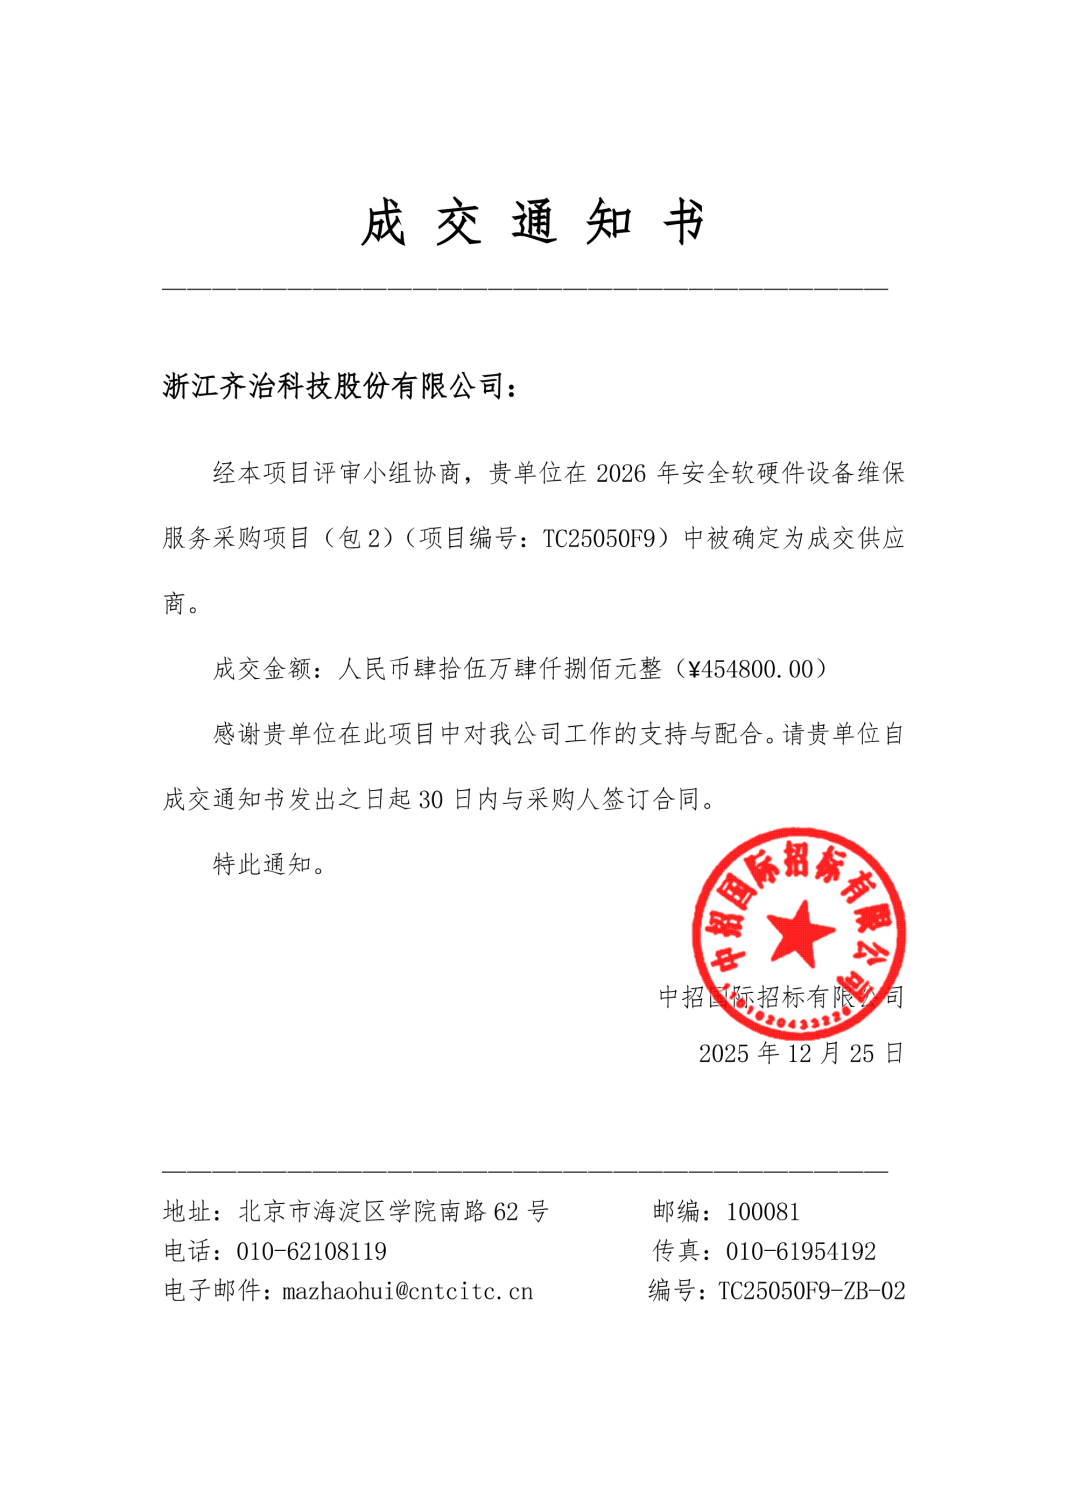 成交通知书
浙江齐治科技股份有限公司：
经本项目评审小组协商，贵单位在 2026 年安全软硬件设备维保
服务采购项目（包 2）（项目编号：TC25050F9）中被确定为成交供应
商。
成交金额：人民币肆拾伍万肆仟捌佰元整（¥454800.00）
感谢贵单位在此项目中对我公司工作的支持与配合。请贵单位自
成交通知书发出之日起 30 日内与采购人签订合同。
特此通知。
中招国际招标有限公司
中招国际招标有限公司
2025 年 12 月 25 日
地址：北京市海淀区学院南路 62 号
邮编：100081
电话：010-62108119
传真：010-61954192
电子邮件：mazhaohui@cntcitc.cn
编号：TC25050F9-ZB-02